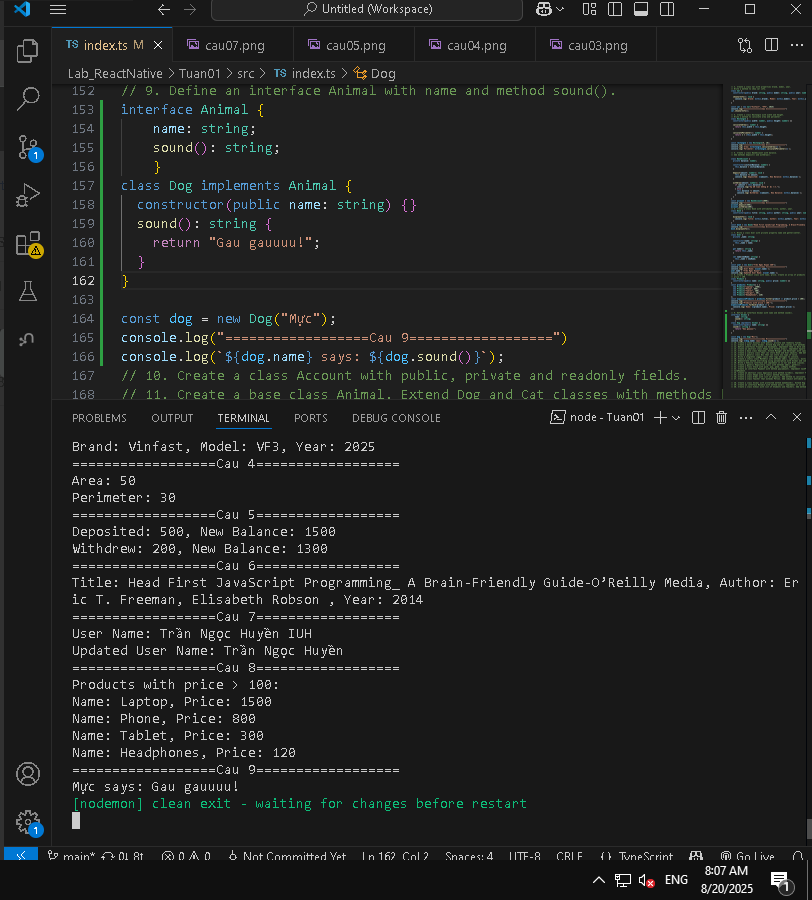 Untitled (Workspace)
TS index.ts M
cau07.png
cau05.png
cau04.png
cau03.png
Lab_ReactNative > Tuan01 > src > TS index.ts > Dog
152 // 9. Define an interface Animal with name and method sound().
153 interface Animal {
154 name: string;
155 sound(): string;
156 }
157 class Dog implements Animal {
158 constructor(public name: string) {}
159 sound(): string {
160 return "Gau gauuuu!";
161 }
162 }
163
164 const dog = new Dog("Mực");
165 console.log("==================Cau 9==================")
166 console.log(`${dog.name} says: ${dog.sound()}`);
167 // 10. Create a class Account with public, private and readonly fields.
168 // 11. Create a base class Animal. Extend Dog and Cat classes with methods
PROBLEMS OUTPUT TERMINAL PORTS DEBUG CONSOLE node - Tuan01
Brand: Vinfast, Model: VF3, Year: 2025
==================Cau 4==================
Area: 50
Perimeter: 30
==================Cau 5==================
Deposited: 500, New Balance: 1500
Withdrew: 200, New Balance: 1300
==================Cau 6==================
Title: Head First JavaScript Programming_ A Brain-Friendly Guide-O’Reilly Media, Author: Er
ic T. Freeman, Elisabeth Robson , Year: 2014
==================Cau 7==================
User Name: Trần Ngọc Huyền IUH
Updated User Name: Trần Ngọc Huyền
==================Cau 8==================
Products with price > 100:
Name: Laptop, Price: 1500
Name: Phone, Price: 800
Name: Tablet, Price: 300
Name: Headphones, Price: 120
==================Cau 9==================
Mực says: Gau gauuuu!
[nodemon] clean exit - waiting for changes before restart
1
1
main* 0↓ 8↑ 0 0 Not Committed Yet Ln 162, Col 2 Spaces: 4 UTF-8 CRLF {} TypeScript Go Live
ENG
8:07 AM
8/20/2025
1